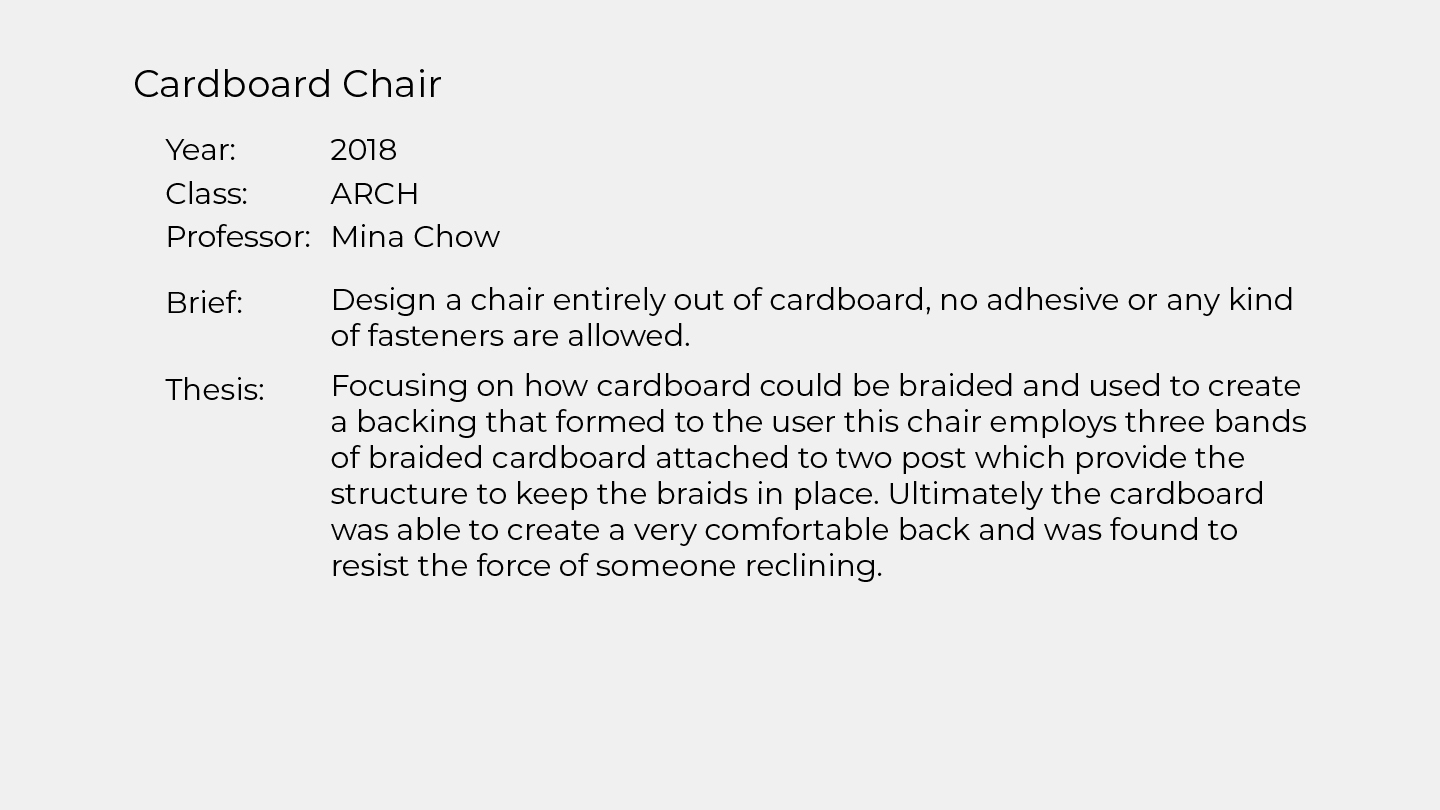 Cardboard Chair
Year: 2018
Class: ARCH
Professor: Mina Chow
Brief: Design a chair entirely out of cardboard, no adhesive or any kind
of fasteners are allowed.
Thesis: Focusing on how cardboard could be braided and used to create
a backing that formed to the user this chair employs three bands
of braided cardboard attached to two post which provide the
structure to keep the braids in place. Ultimately the cardboard
was able to create a very comfortable back and was found to
resist the force of someone reclining.